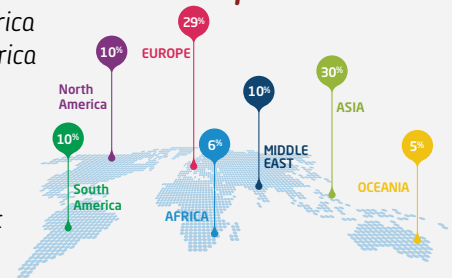 rica
rica
29%
EUROPE
10%
North
America
30%
ASIA
10%
MIDDLE
EAST
10%
South
America
6%
AFRICA
5%
OCEANIA